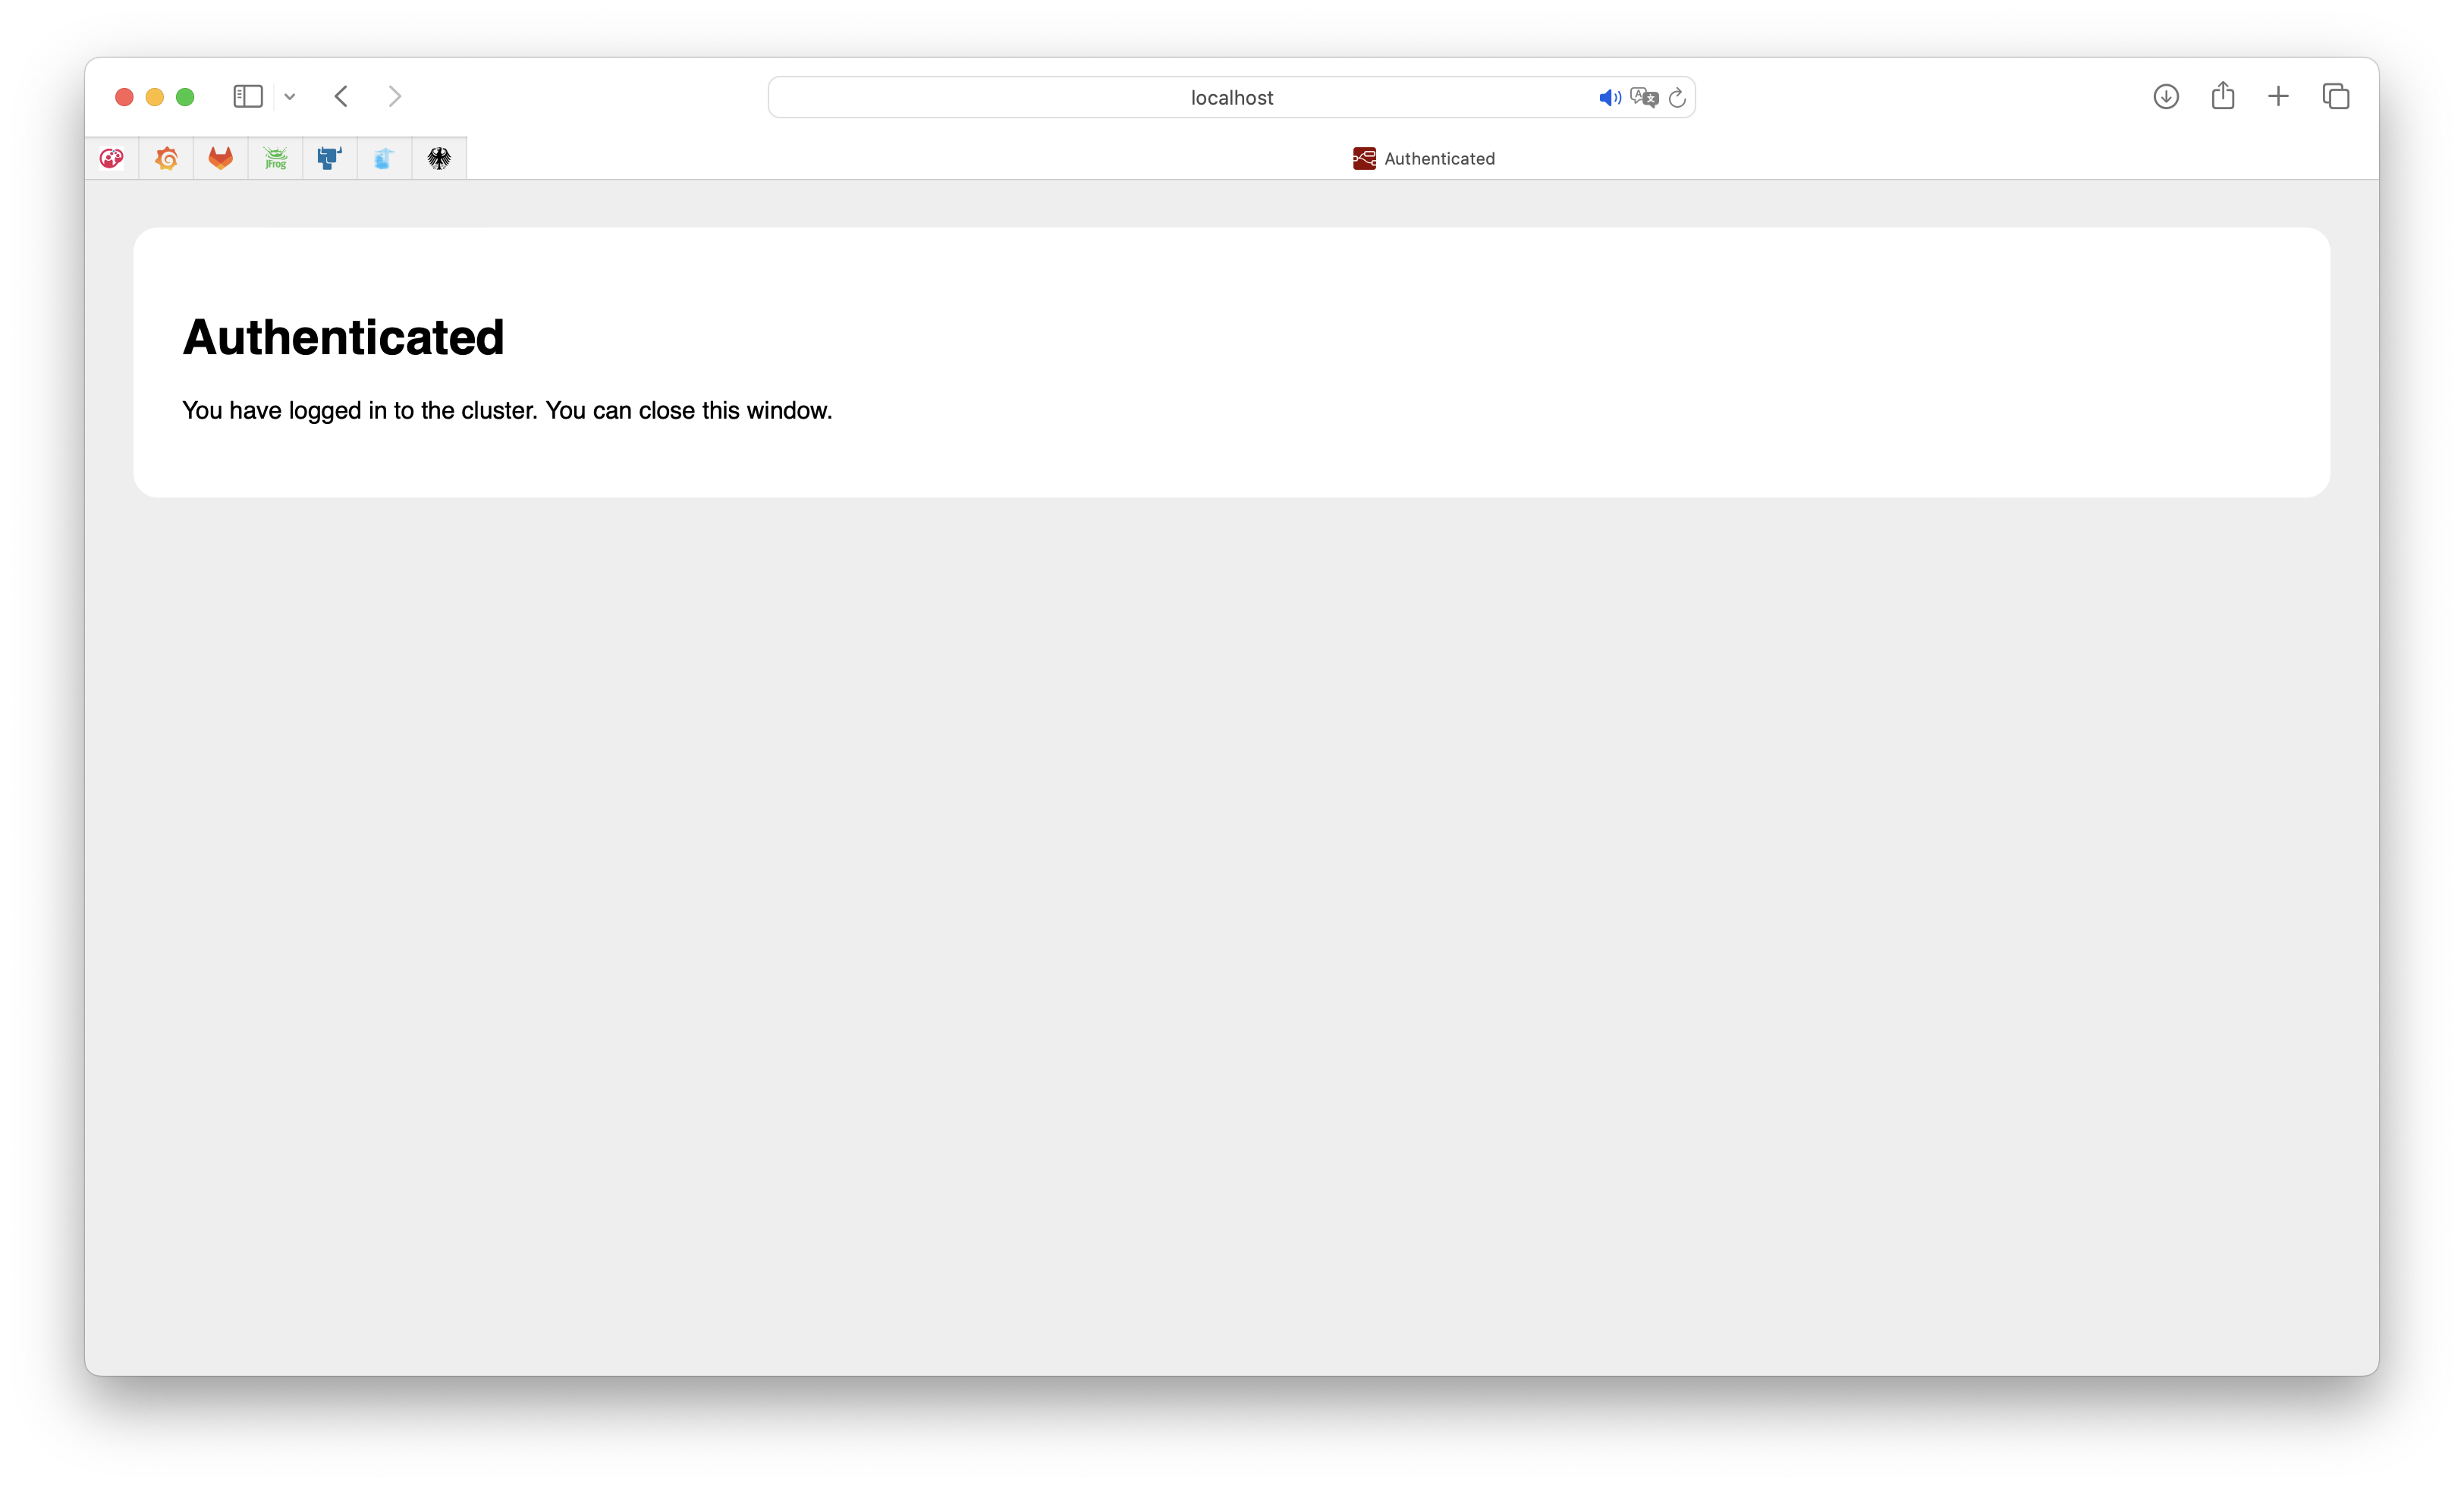 localhost
JFrog
Authenticated
Authenticated
You have logged in to the cluster. You can close this window.